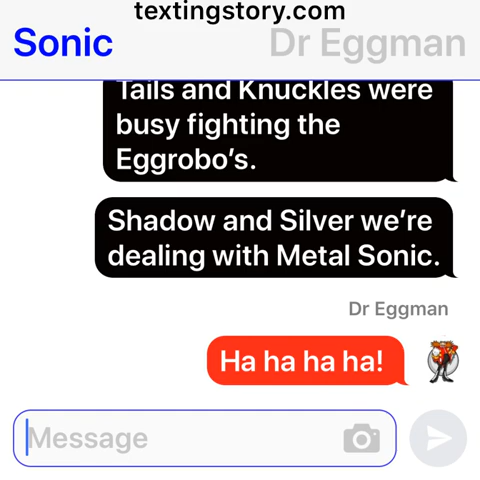 textingstory.com
Sonic
Dr Eggman
Tails and Knuckles were
busy fighting the
Eggrobo's.
Shadow and Silver we're
dealing with Metal Sonic.
Dr Eggman
Ha ha ha ha!
Message